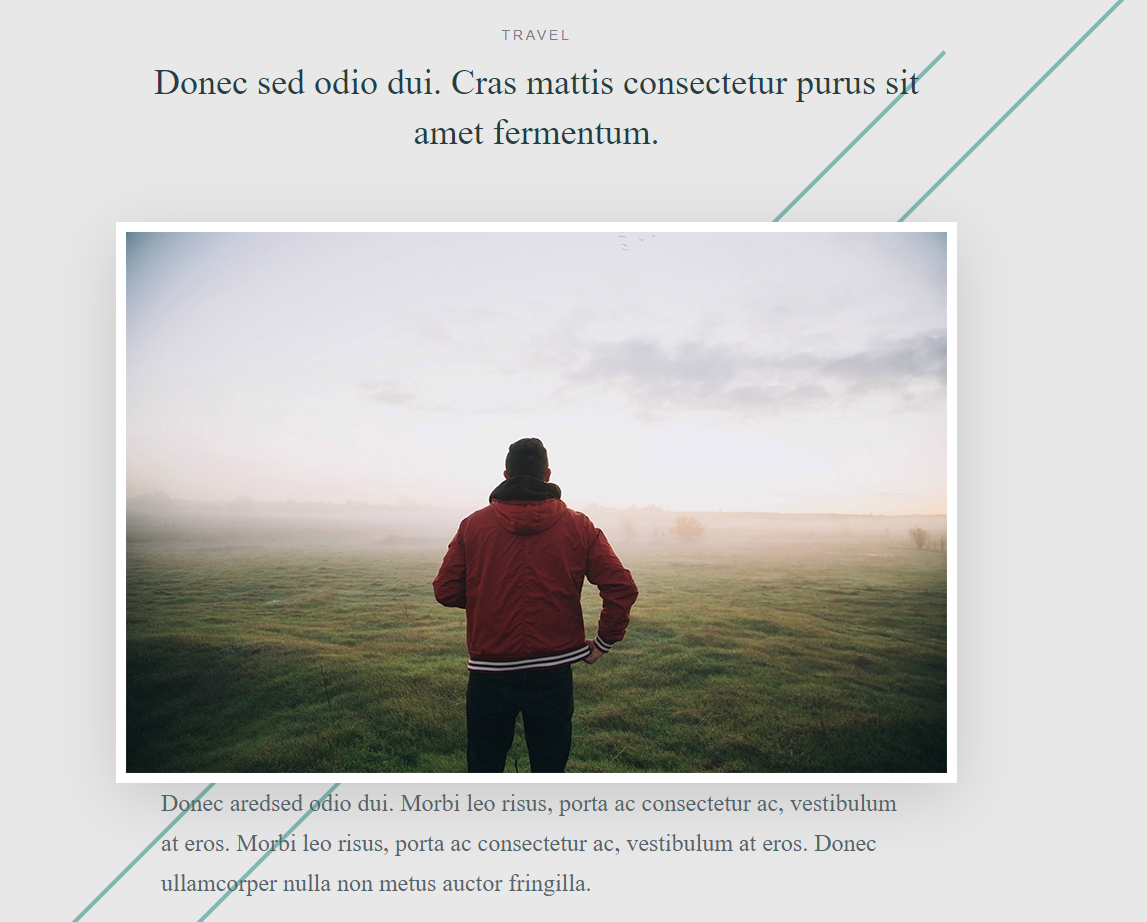 TRAVEL
Donec sed odio dui. Cras mattis consectetur purus sit
amet fermentum.
Donec aredsed odio dui. Morbi leo risus, porta ac consectetur ac, vestibulum
at eros. Morbi leo risus, porta ac consectetur ac, vestibulum at eros. Donec
ullamcorper nulla non metus auctor fringilla.